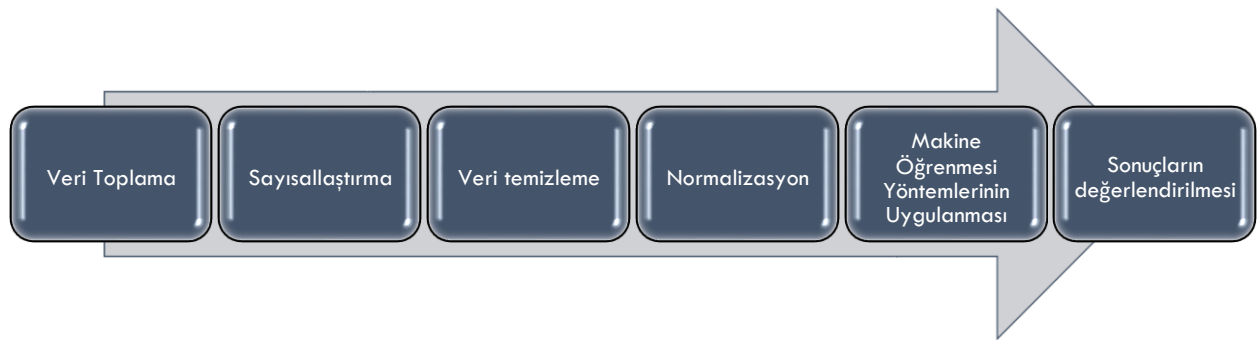 Veri Toplama
Sayısallaştırma
Veri temizleme
Normalizasyon
Makine
Öğrenmesi
Yöntemlerinin
Uygulanması
Sonuçların
değerlendirilmesi